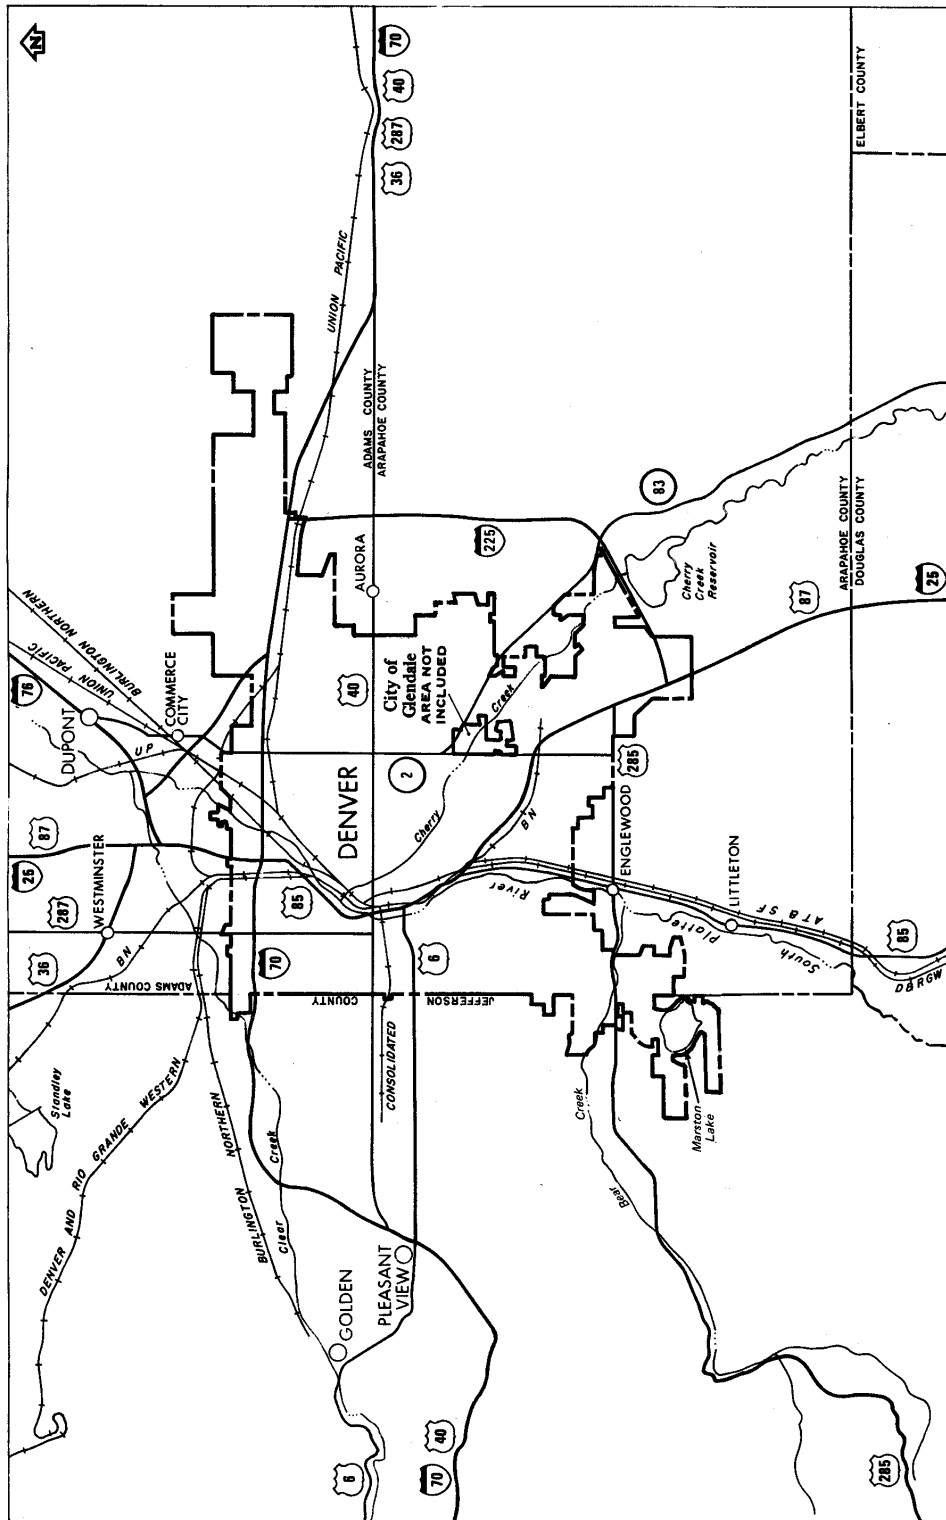 N
DENVER AND RIO GRANDE WESTERN
Standley
Lake
36
287
25
87
76
BN
WESTMINSTER
UP
DUPONT
UNION PACIFIC
BURLINGTON NORTHERN
COMMERCE
CITY
ADAMS COUNTY
BURLINGTON NORTHERN
Clear
Creek
70
85
DENVER
40
AURORA
UNION PACIFIC
ADAMS COUNTY
ARAPAHOE COUNTY
36
287
40
70
6
GOLDEN
PLEASANT
VIEW
CONSOLIDATED
JEFFERSON
COUNTY
6
2
City of
Glendale
AREA NOT
INCLUDED
Cherry
Creek
225
70
40
BN
River
Bear
Creek
ENGLEWOOD
285
83
Marston
Lake
South
Platte
LITTLETON
AT&SF
Cherry
Creek
Reservoir
87
ARAPAHOE COUNTY
DOUGLAS COUNTY
ELBERT COUNTY
285
D&RGW
85
25